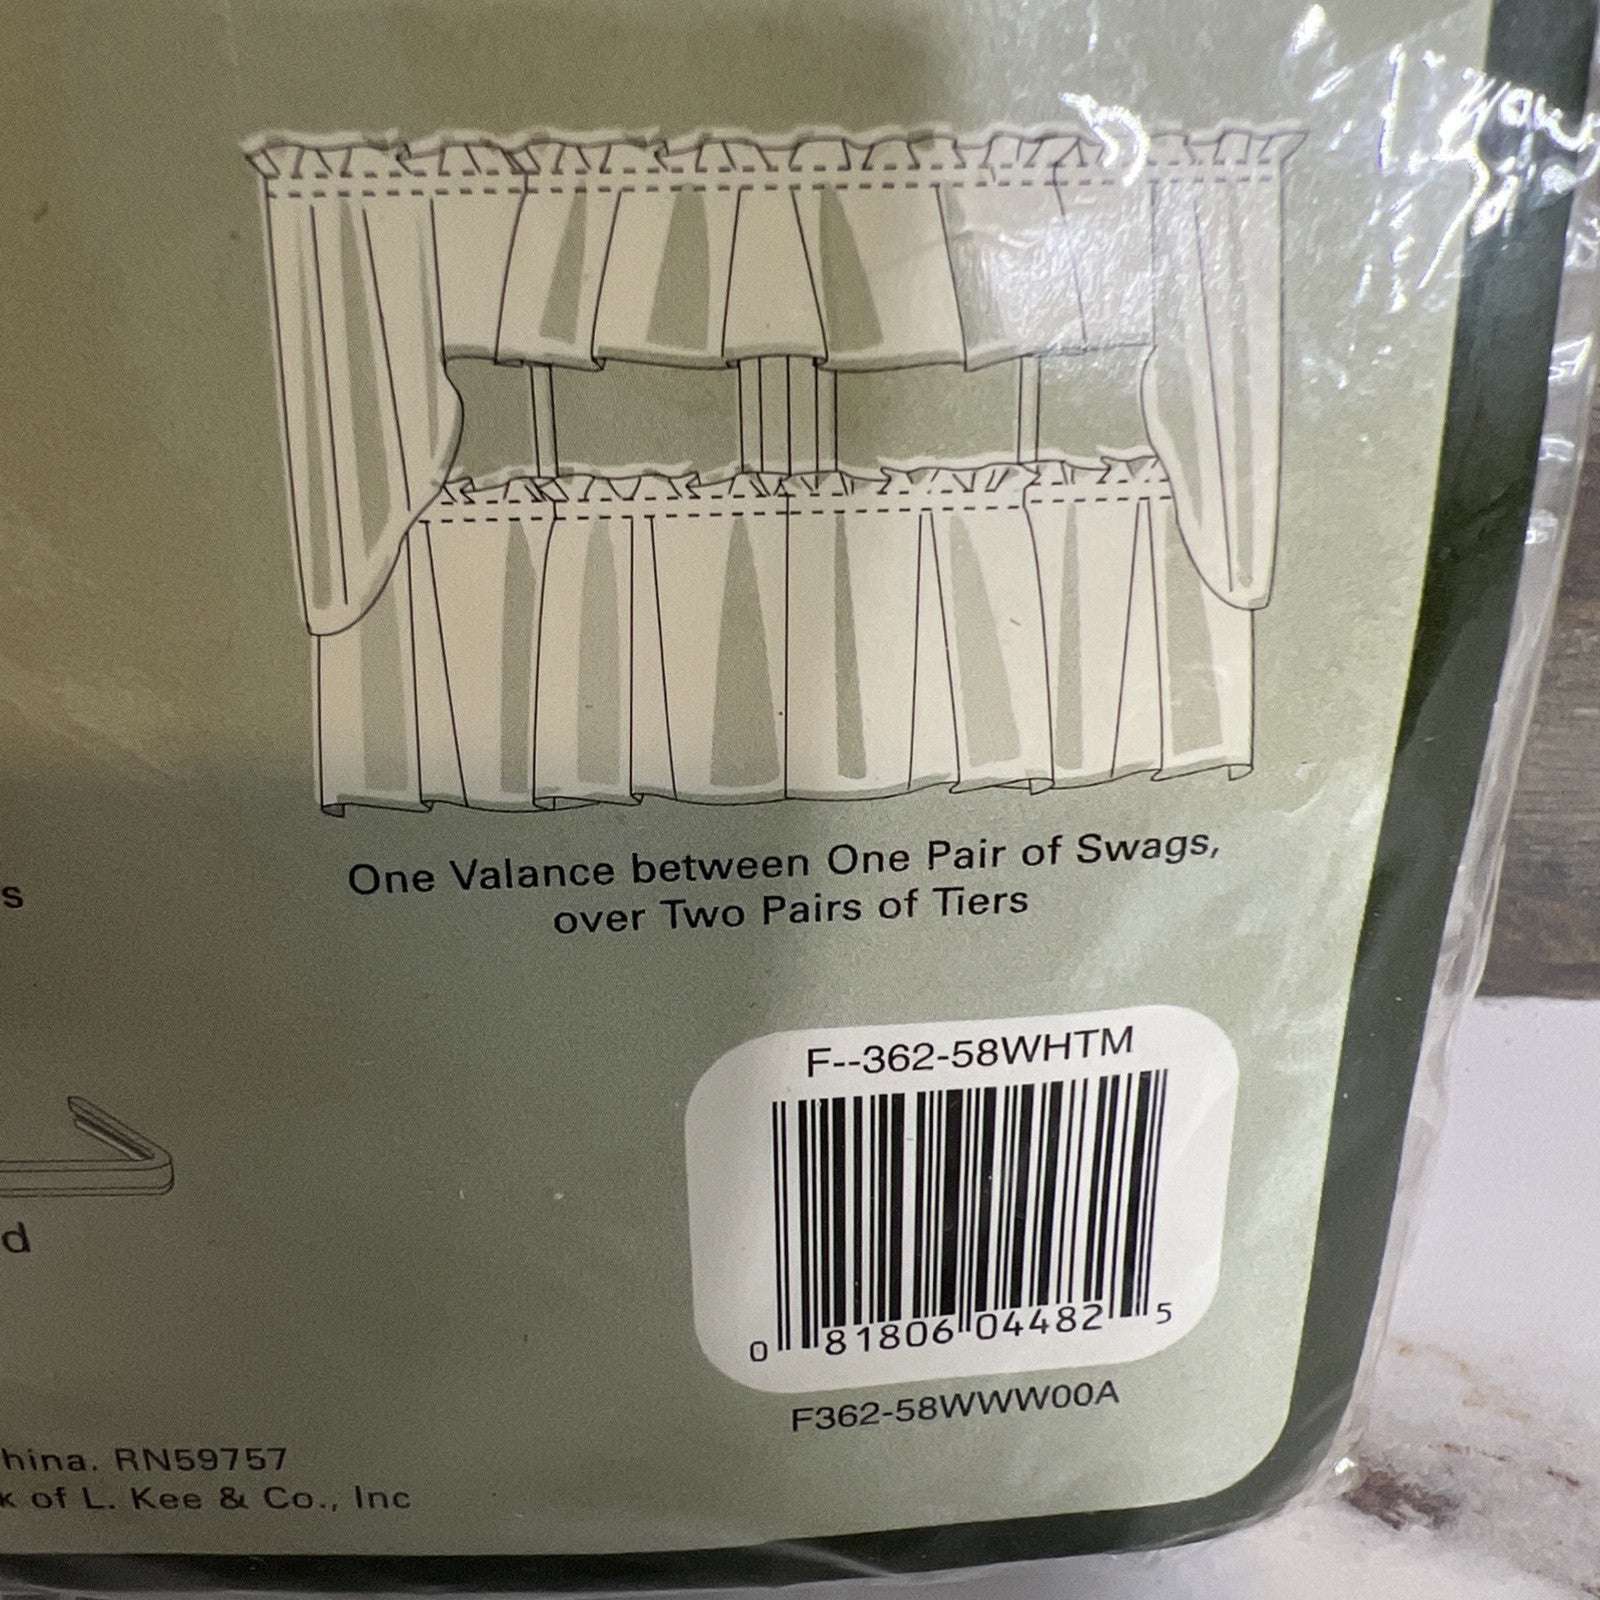 One Valance between One Pair of Swags,
over Two Pairs of Tiers
s
d
F--362-58WHTM
0 81806 04482 5
F362-58WWW00A
hina. RN59757
k of L. Kee & Co., Inc